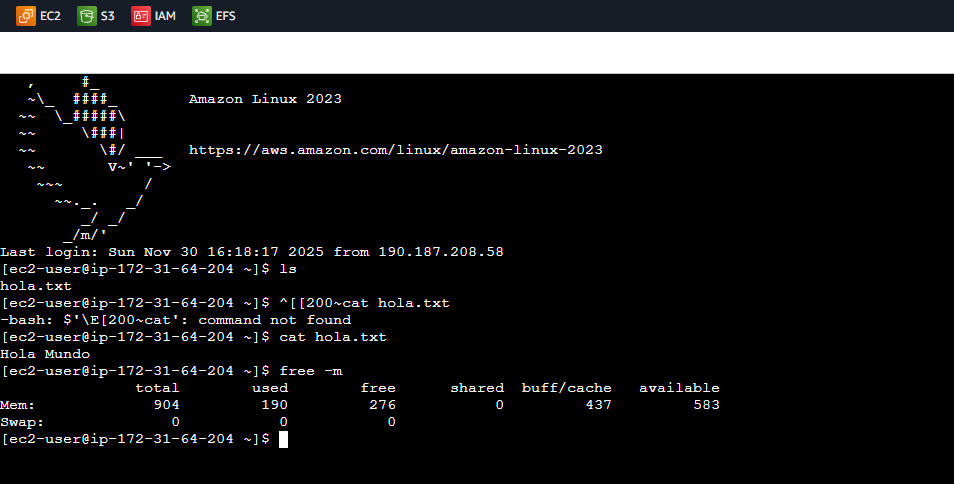 EC2 S3 IAM EFS
   ,     #_
   ~\_  ####_        Amazon Linux 2023
  ~~  \_#####\
  ~~     \###|
  ~~       \#/ ___   https://aws.amazon.com/linux/amazon-linux-2023
   ~~       V~' '->
    ~~~         /
      ~~._.   _/
         _/ _/
       _/m/'
Last login: Sun Nov 30 16:18:17 2025 from 190.187.208.58
[ec2-user@ip-172-31-64-204 ~]$ ls
hola.txt
[ec2-user@ip-172-31-64-204 ~]$ ^[[200~cat hola.txt
-bash: $'\E[200~cat': command not found
[ec2-user@ip-172-31-64-204 ~]$ cat hola.txt
Hola Mundo
[ec2-user@ip-172-31-64-204 ~]$ free -m
               total        used        free      shared  buff/cache   available
Mem:             904         190         276           0         437         583
Swap:              0           0           0
[ec2-user@ip-172-31-64-204 ~]$